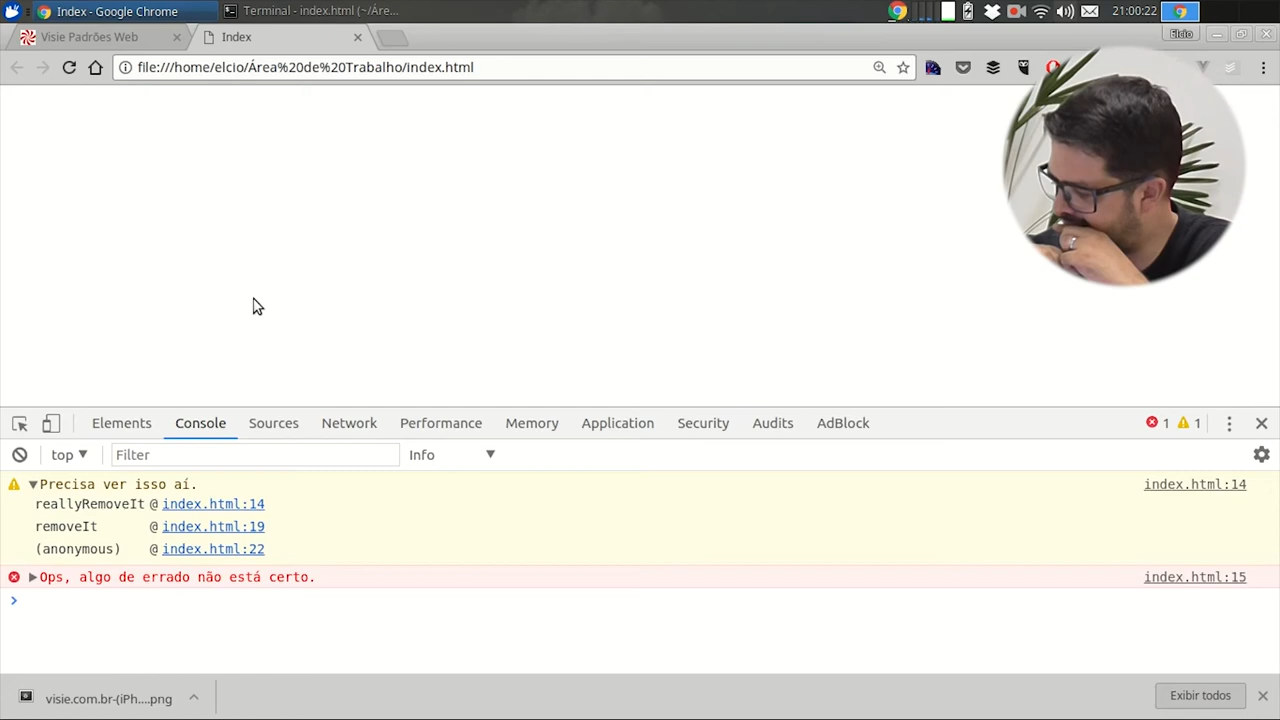 Index - Google Chrome
Terminal - index.html (~/Áre...
21:00:22
Visie Padrões Web
Index
Elcio
file:///home/elcio/Área%20de%20Trabalho/index.html
Elements Console Sources Network Performance Memory Application Security Audits AdBlock 1 1
top Filter Info
Precisa ver isso aí. index.html:14
reallyRemoveIt @ index.html:14
removeIt @ index.html:19
(anonymous) @ index.html:22
Ops, algo de errado não está certo. index.html:15
visie.com.br-(iPh....png
Exibir todos